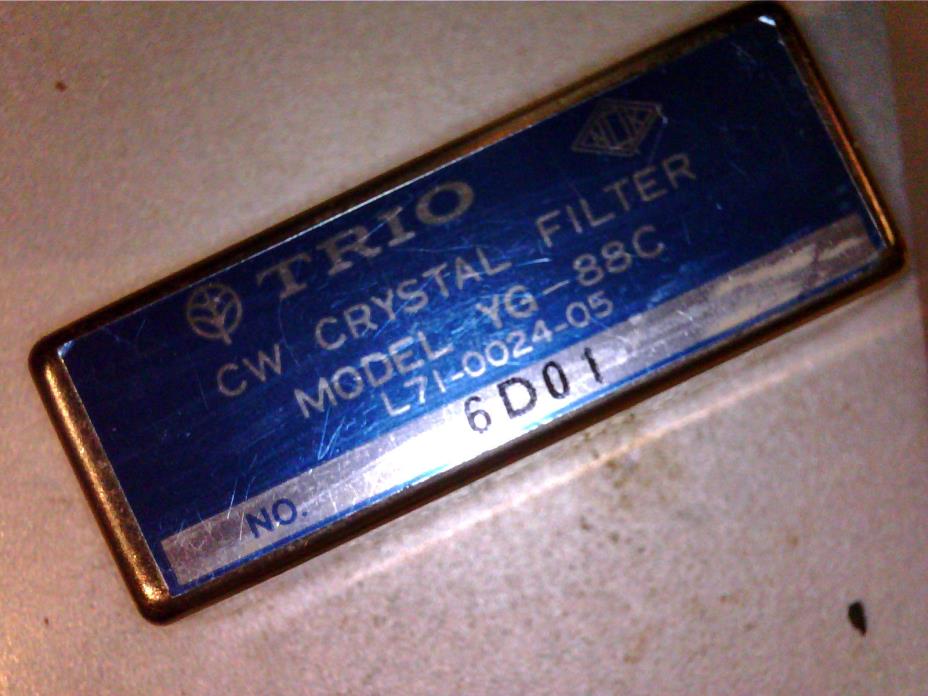 TRIO
CW CRYSTAL FILTER
MODEL YG-88C
L71-0024-05
NO. 6D01